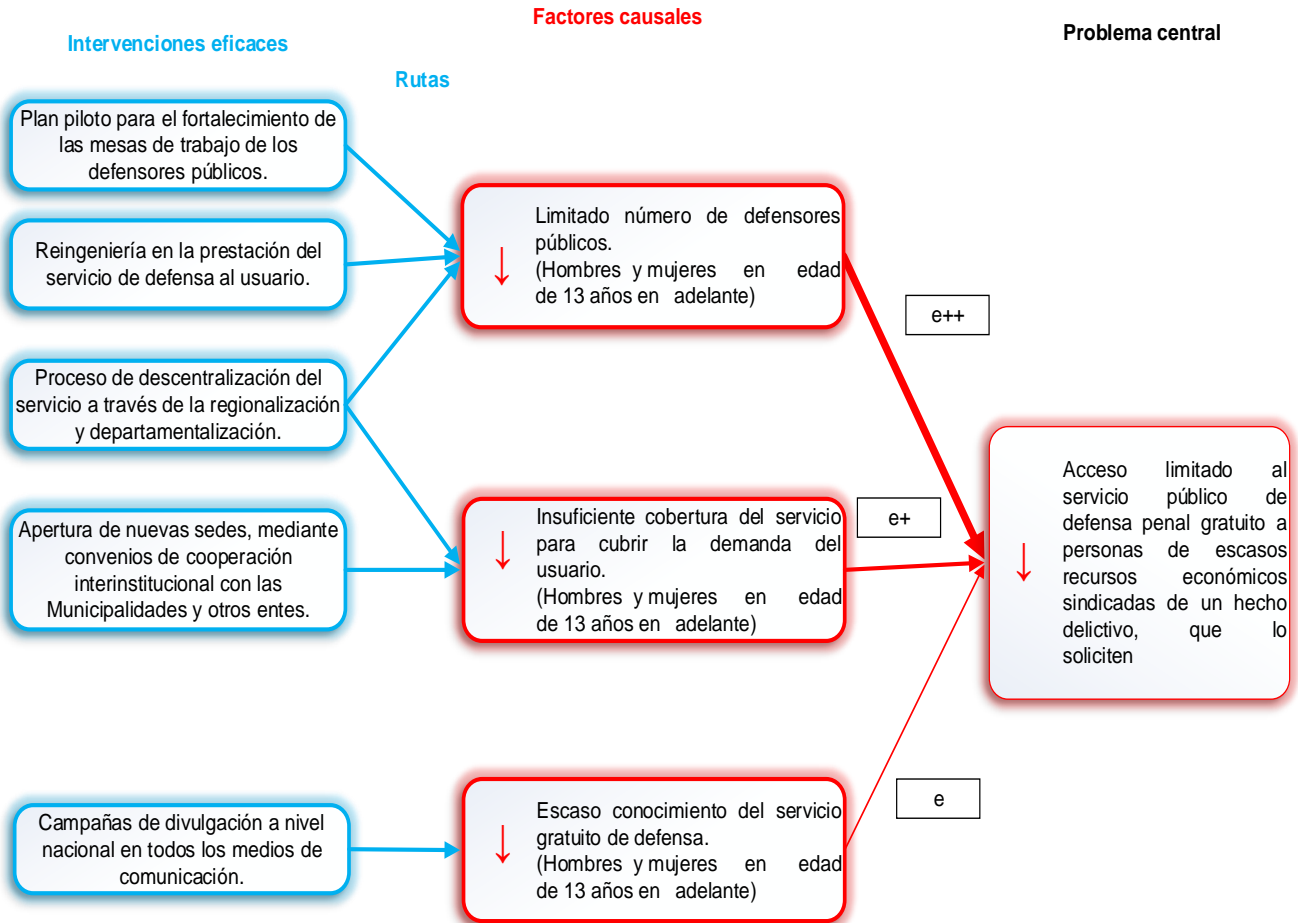 Factores causales
Problema central
Intervenciones eficaces
Rutas
Plan piloto para el fortalecimiento de
las mesas de trabajo de los
defensores públicos.
Reingeniería en la prestación del
servicio de defensa al usuario.
Proceso de descentralización del
servicio a través de la regionalización
y departamentalización.
Apertura de nuevas sedes, mediante
convenios de cooperación
interinstitucional con las
Municipalidades y otros entes.
Campañas de divulgación a nivel
nacional en todos los medios de
comunicación.
↓
Limitado número de defensores
públicos.
(Hombres y mujeres en edad
de 13 años en adelante)
↓
Insuficiente cobertura del servicio
para cubrir la demanda del
usuario.
(Hombres y mujeres en edad
de 13 años en adelante)
↓
Escaso conocimiento del servicio
gratuito de defensa.
(Hombres y mujeres en edad
de 13 años en adelante)
e++
e+
e
↓
Acceso limitado al
servicio público de
defensa penal gratuito a
personas de escasos
recursos económicos
sindicadas de un hecho
delictivo, que lo
soliciten